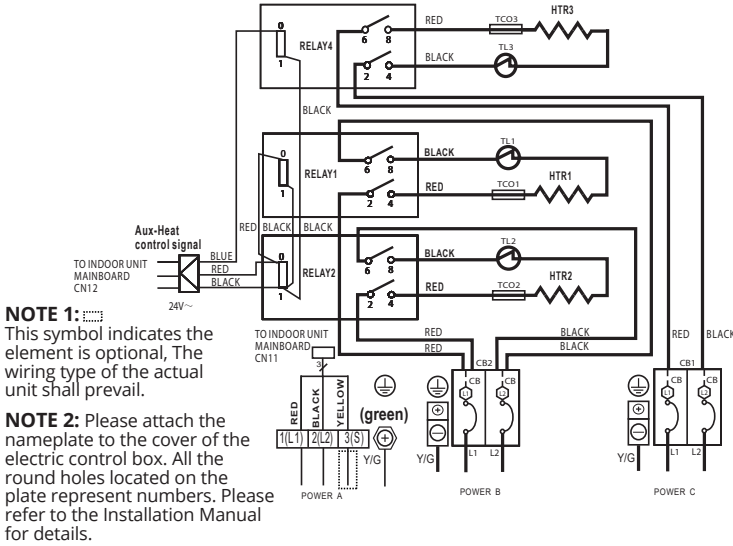 RED TCO3 HTR3
0 RELAY4 6 8
BLACK TL3
1 2 4
BLACK
TL1
0 RELAY1 6 8 BLACK HTR1
1 2 4 RED TCO1
Aux-Heat
control signal
RED BLACK BLACK
TL2
BLUE 0 RELAY2 6 8 BLACK HTR2
TO INDOOR UNIT
MAINBOARD
CN12
RED
BLACK
1 2 4 RED TCO2
24V~
NOTE 1:
This symbol indicates the
element is optional, The
wiring type of the actual
unit shall prevail.
TO INDOOR UNIT
MAINBOARD
CN11
3
RED BLACK
RED BLACK
RED BLACK
CB2 CB1
CB CB CB CB
L1 L2 L1 L2
RED BLACK YELLOW
(green)
1(L1) 2(L2) 3(S)
Y/G Y/G L1 L2 Y/G L1 L2
POWER A POWER B POWER C
NOTE 2: Please attach the
nameplate to the cover of the
electric control box. All the
round holes located on the
plate represent numbers. Please
refer to the Installation Manual
for details.